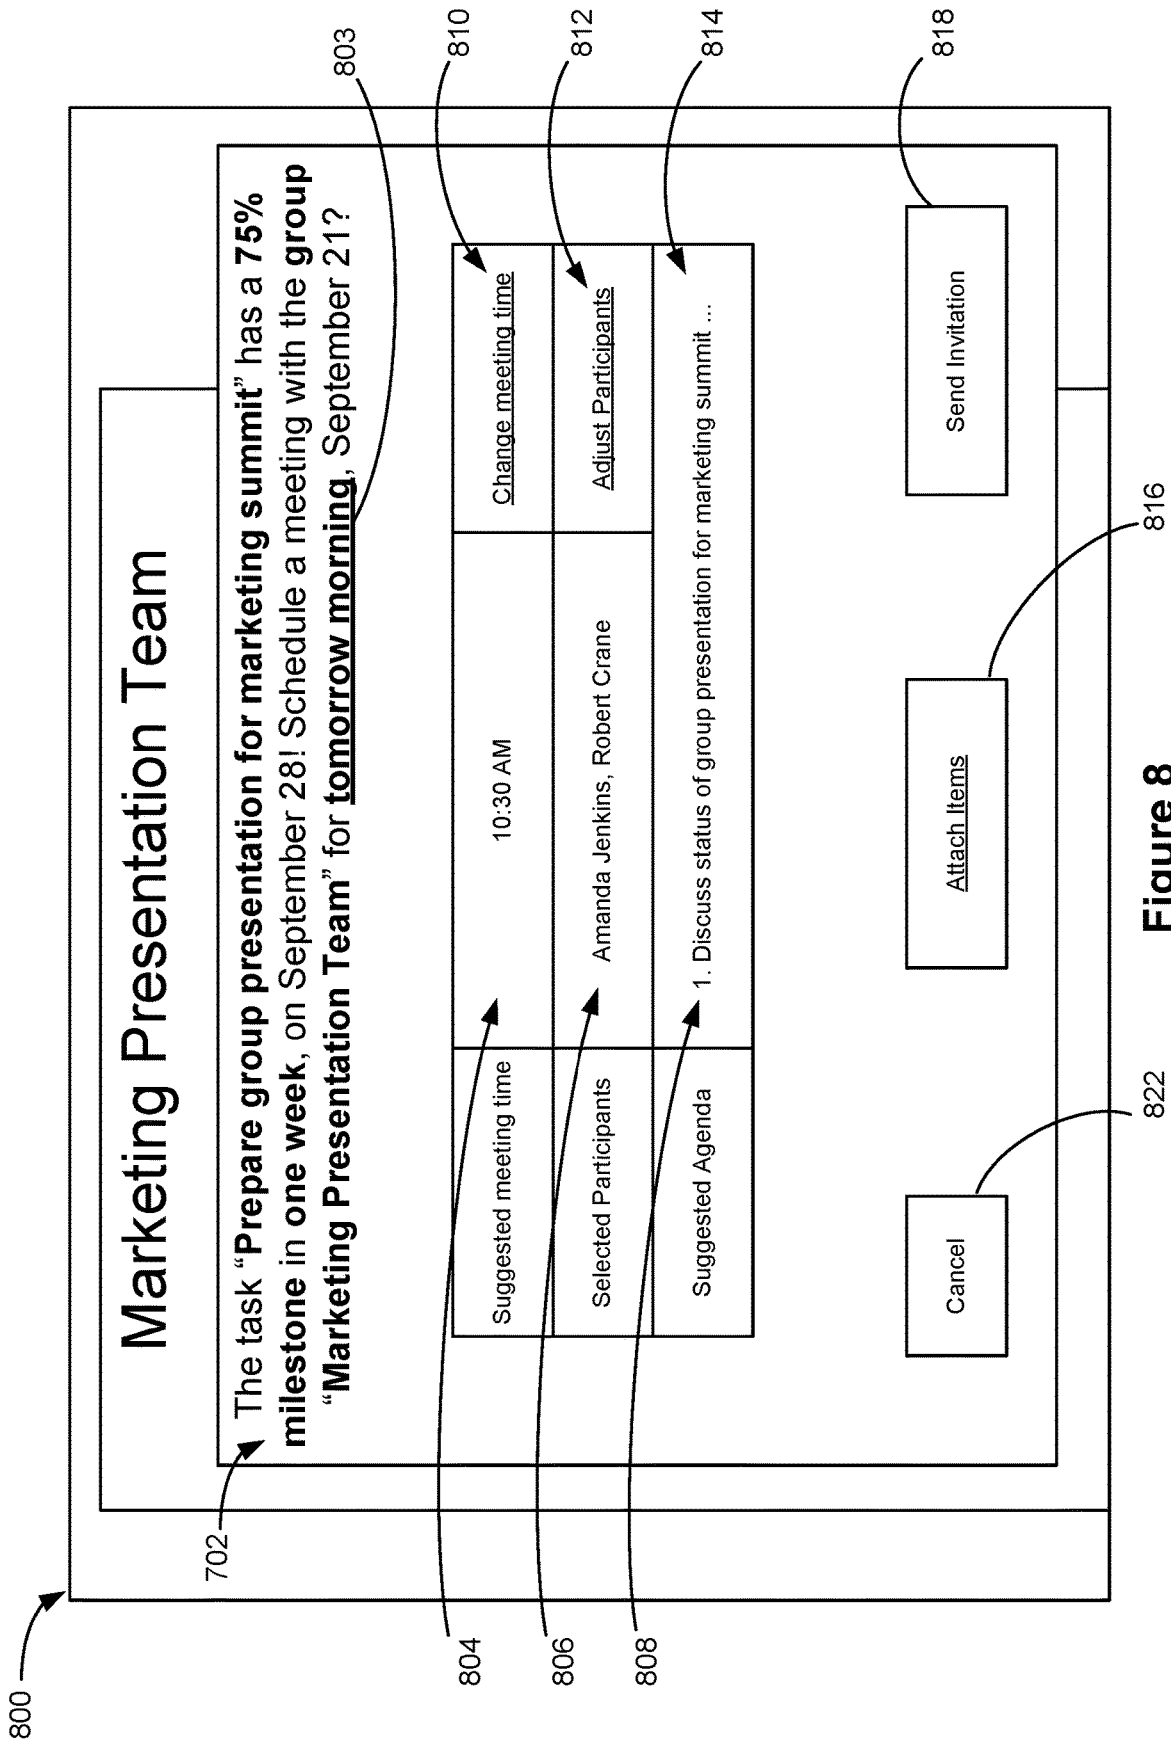 800
Marketing Presentation Team
702
The task “Prepare group presentation for marketing summit” has a 75%
milestone in one week, on September 28! Schedule a meeting with the group
“Marketing Presentation Team” for tomorrow morning, September 21?
803
804
Suggested meeting time
10:30 AM
Change meeting time
810
806
Selected Participants
Amanda Jenkins, Robert Crane
Adjust Participants
812
808
Suggested Agenda
1. Discuss status of group presentation for marketing summit ...
814
Cancel
Attach Items
Send Invitation
818
822
816
Figure 8